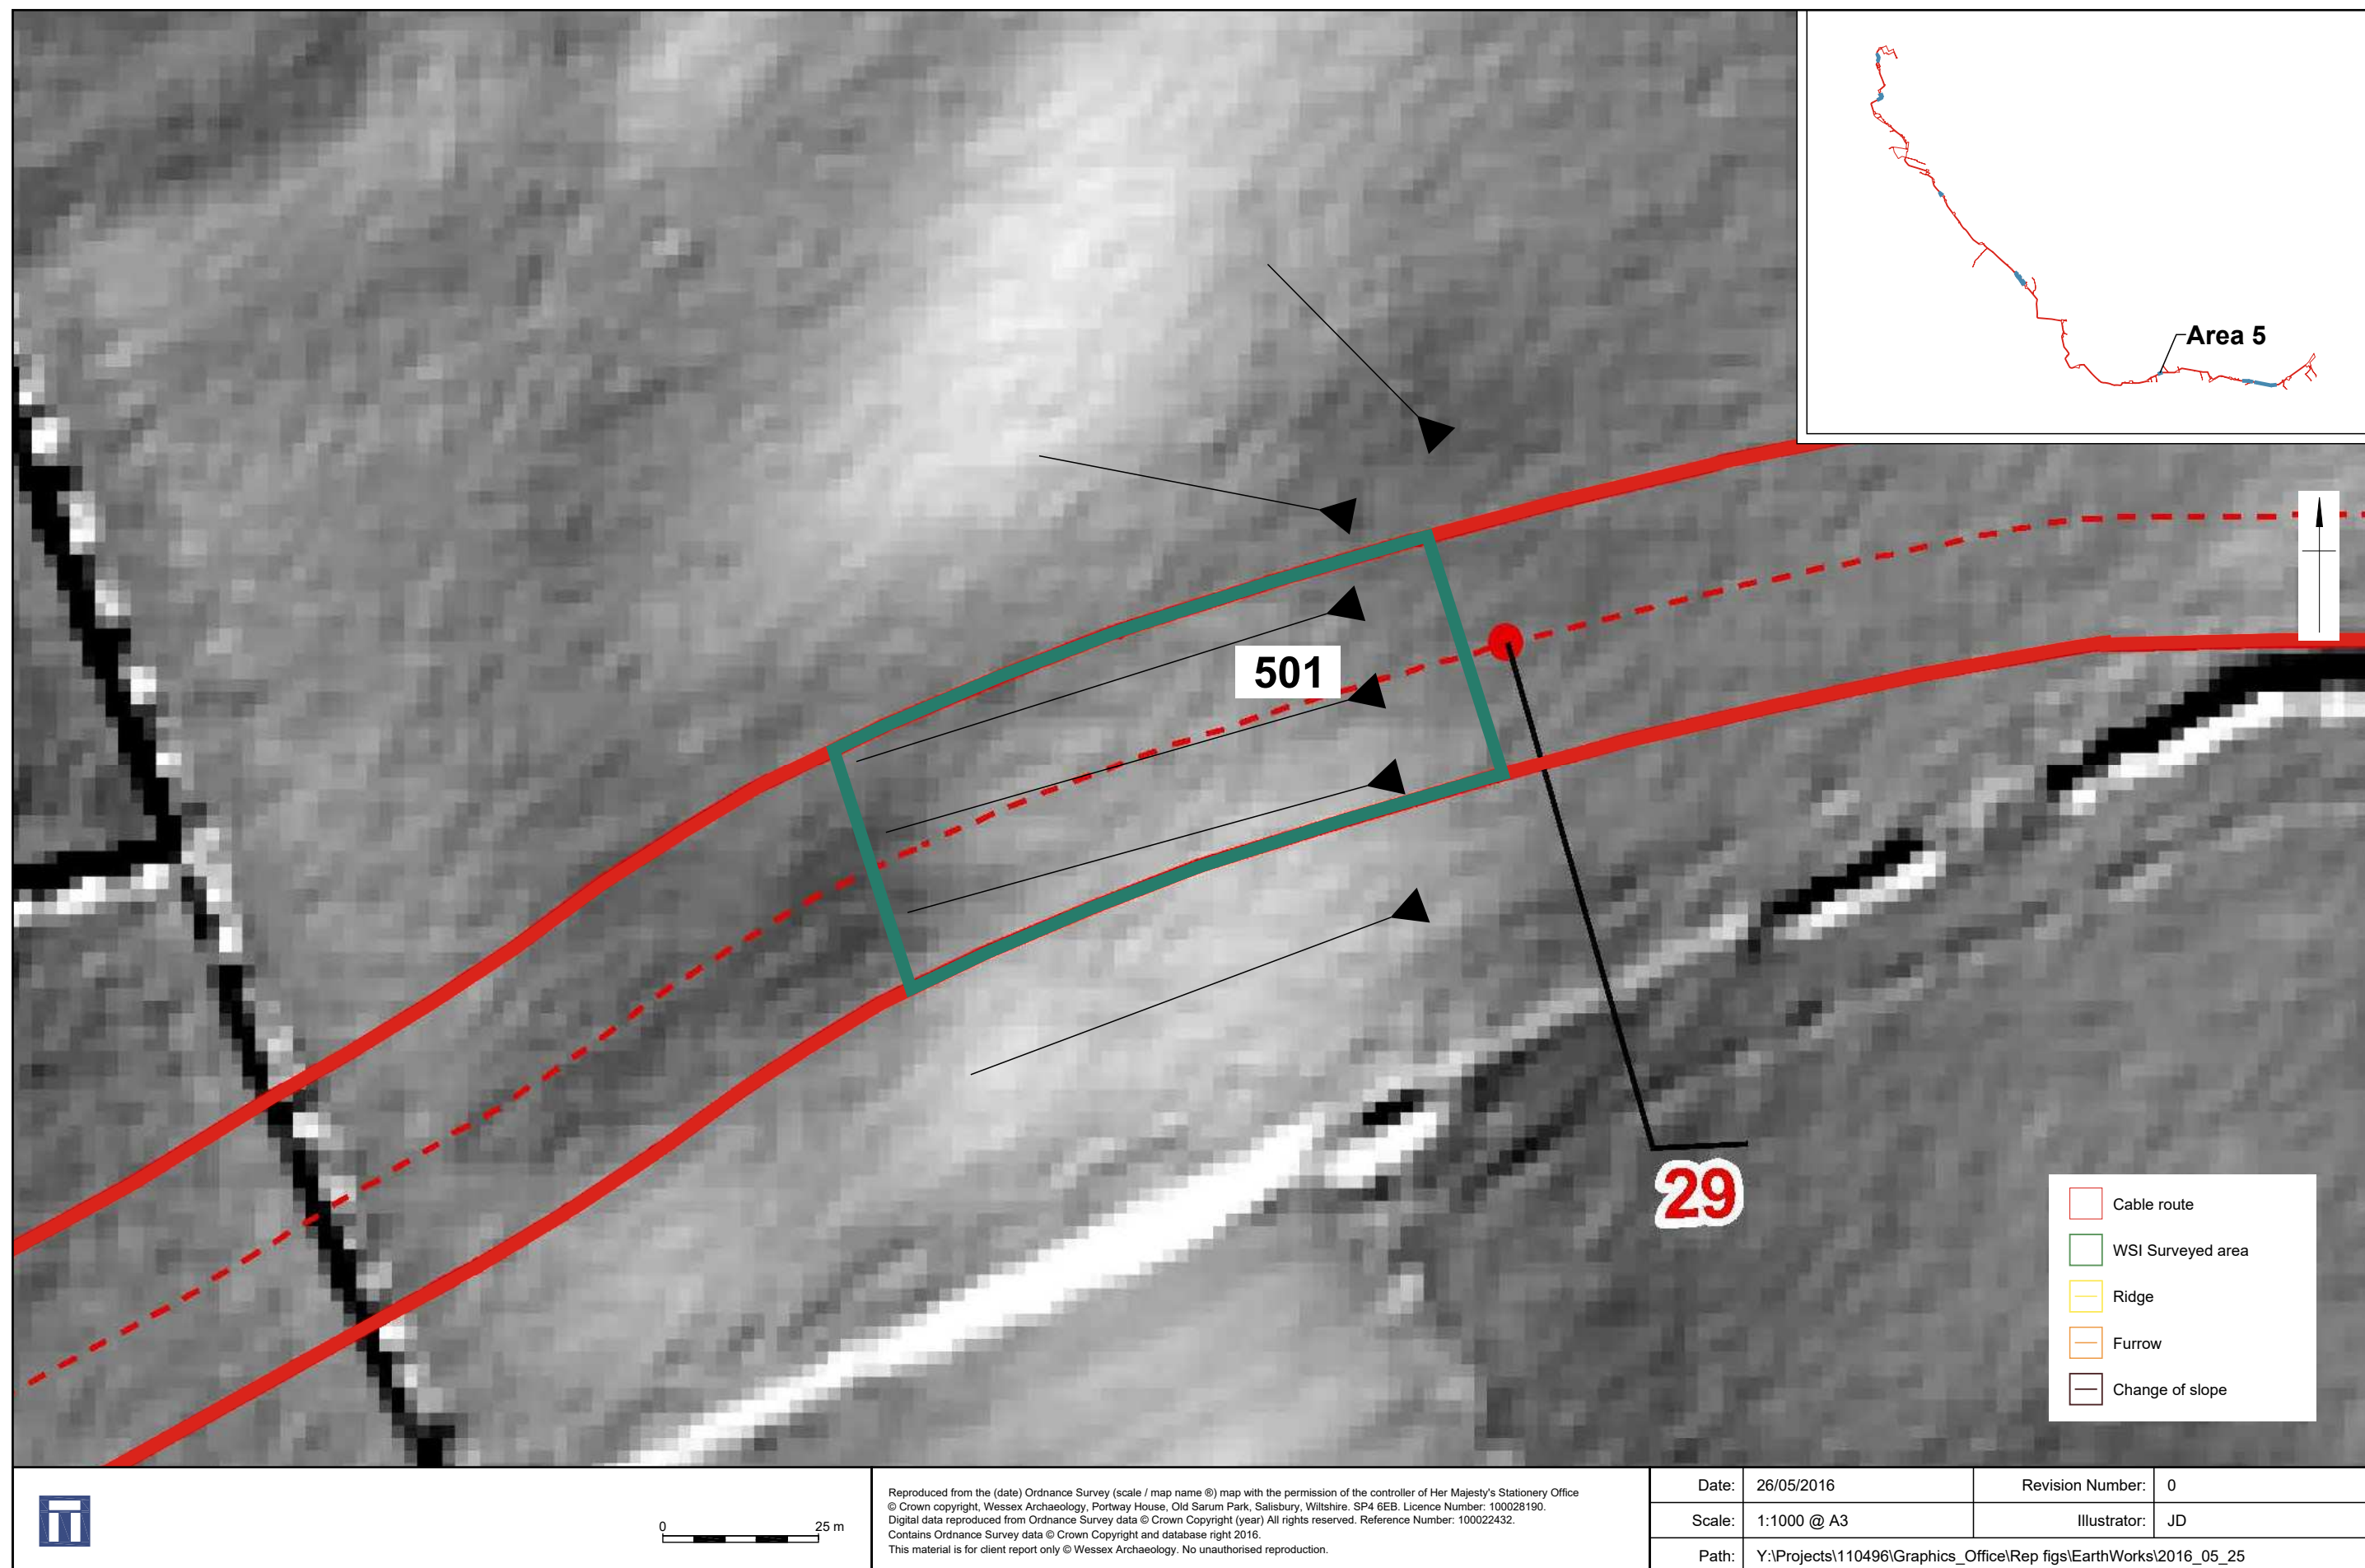 Area 5
501
29
Cable route
WSI Surveyed area
Ridge
Furrow
Change of slope
0 25 m
Reproduced from the (date) Ordnance Survey (scale / map name ®) map with the permission of the controller of Her Majesty's Stationery Office
© Crown copyright, Wessex Archaeology, Portway House, Old Sarum Park, Salisbury, Wiltshire. SP4 6EB. Licence Number: 100028190.
Digital data reproduced from Ordnance Survey data © Crown Copyright (year) All rights reserved. Reference Number: 100022432.
Contains Ordnance Survey data © Crown Copyright and database right 2016.
This material is for client report only © Wessex Archaeology. No unauthorised reproduction.
Date: 26/05/2016 Revision Number: 0
Scale: 1:1000 @ A3 Illustrator: JD
Path: Y:\Projects\110496\Graphics_Office\Rep figs\EarthWorks\2016_05_25